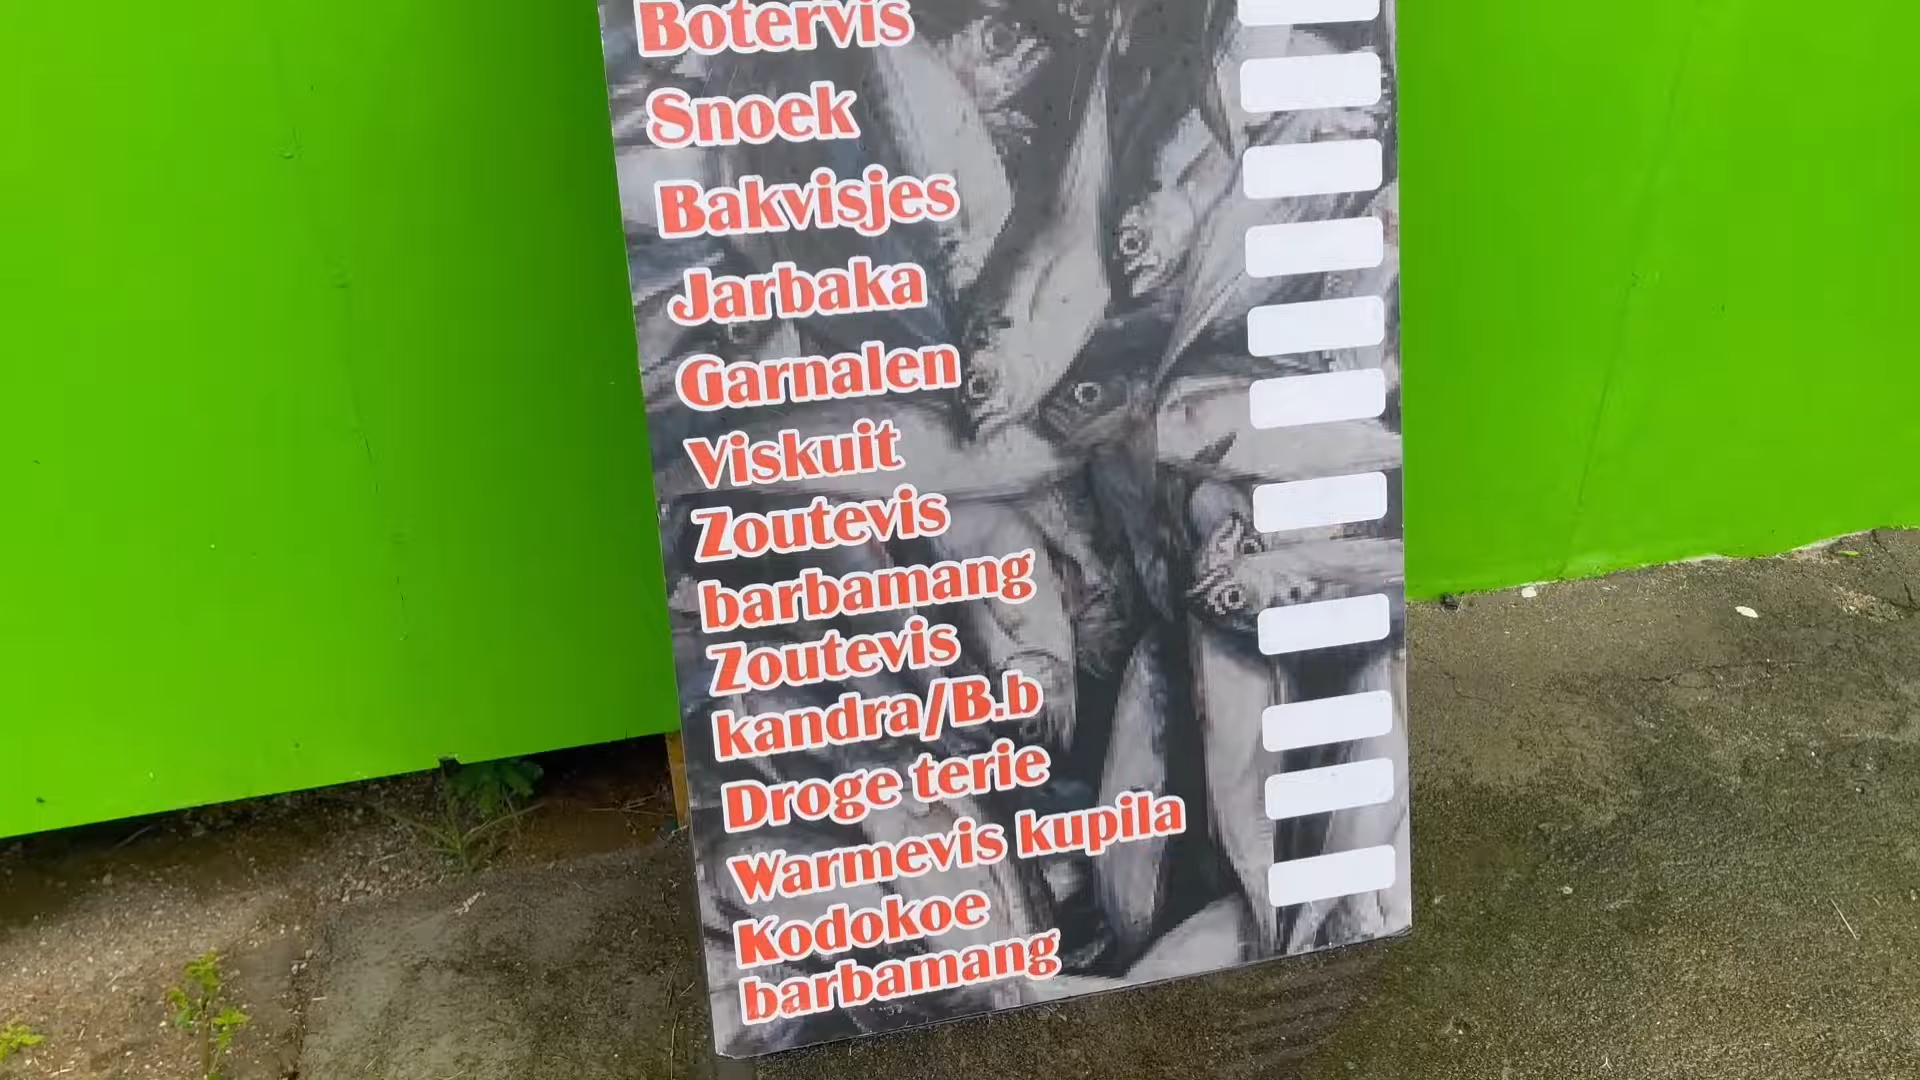 Botervis
Snoek
Bakvisjes
Jarbaka
Garnalen
Viskuit
Zoutevis
barbamang
Zoutevis
kandra/B.b
Droge terie
Warmevis kupila
Kodokoe
barbamang